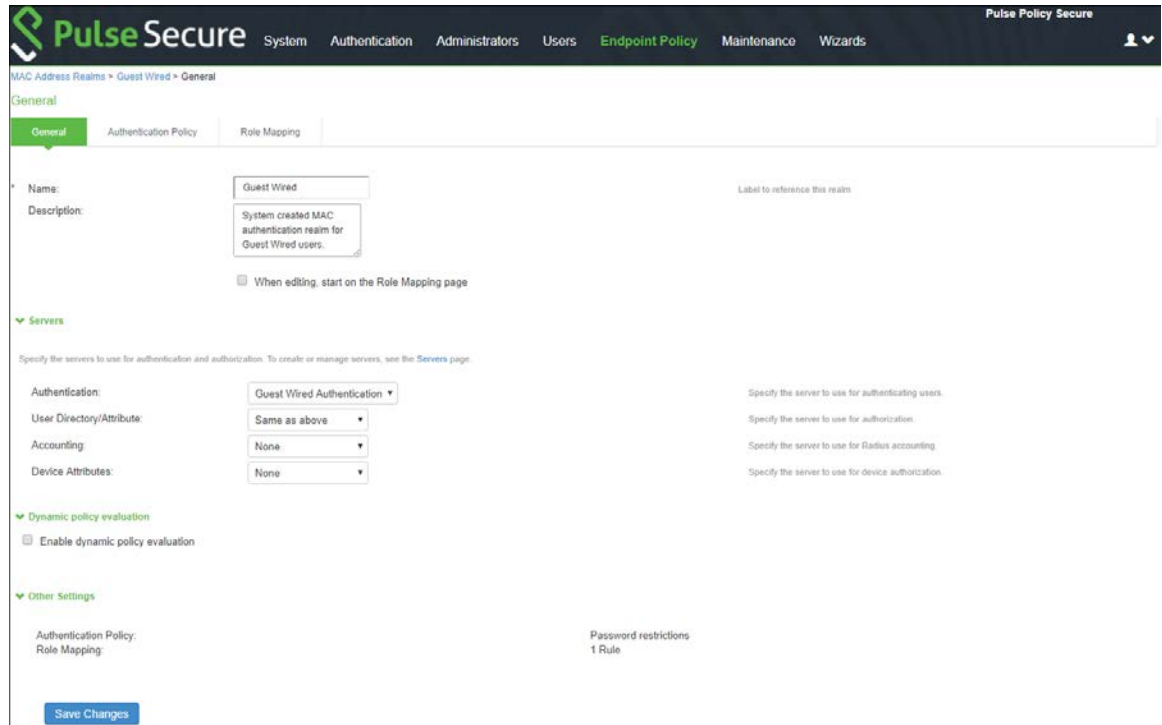 Pulse Policy Secure
Pulse Secure System Authentication Administrators Users Endpoint Policy Maintenance Wizards
MAC Address Realms > Guest Wired > General
General
General Authentication Policy Role Mapping
* Name: Guest Wired Label to reference this realm
Description: System created MAC
authentication realm for
Guest Wired users.
When editing, start on the Role Mapping page
Servers
Specify the servers to use for authentication and authorization. To create or manage servers, see the Servers page.
Authentication: Guest Wired Authentication Specify the server to use for authenticating users.
User Directory/Attribute: Same as above Specify the server to use for authorization.
Accounting: None Specify the server to use for Radius accounting.
Device Attributes: None Specify the server to use for device authorization.
Dynamic policy evaluation
Enable dynamic policy evaluation
Other Settings
Authentication Policy: Password restrictions
Role Mapping: 1 Rule
Save Changes